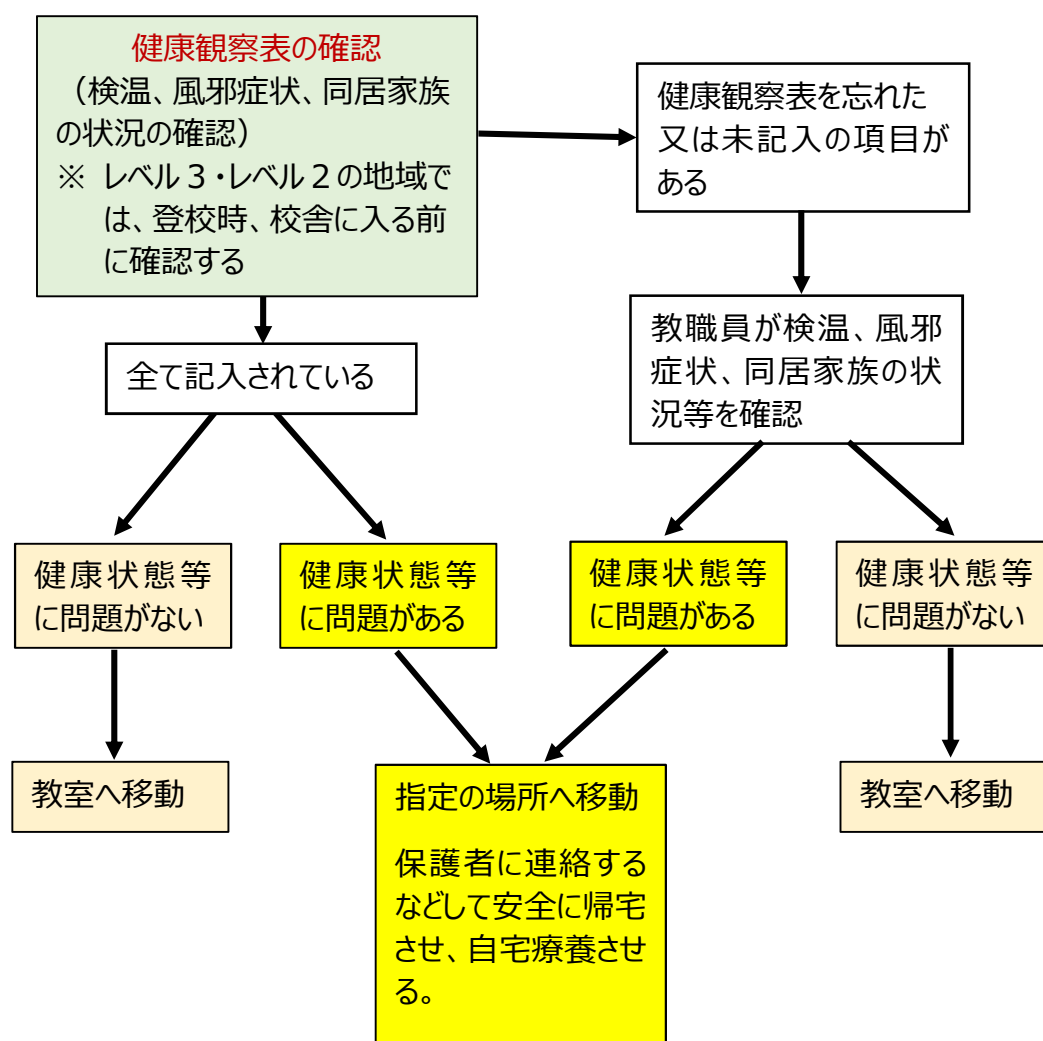 健康観察表の確認
（検温、風邪症状、同居家族
の状況の確認）
※ レベル３・レベル２の地域で
は、登校時、校舎に入る前
に確認する
健康観察表を忘れた
又は未記入の項目が
ある
全て記入されている
教職員が検温、風邪
症状、同居家族の状
況等を確認
健康状態等
に問題がない
健康状態等
に問題がある
健康状態等
に問題がある
健康状態等
に問題がない
教室へ移動
指定の場所へ移動
保護者に連絡する
などして安全に帰宅
させ、自宅療養させ
る。
教室へ移動